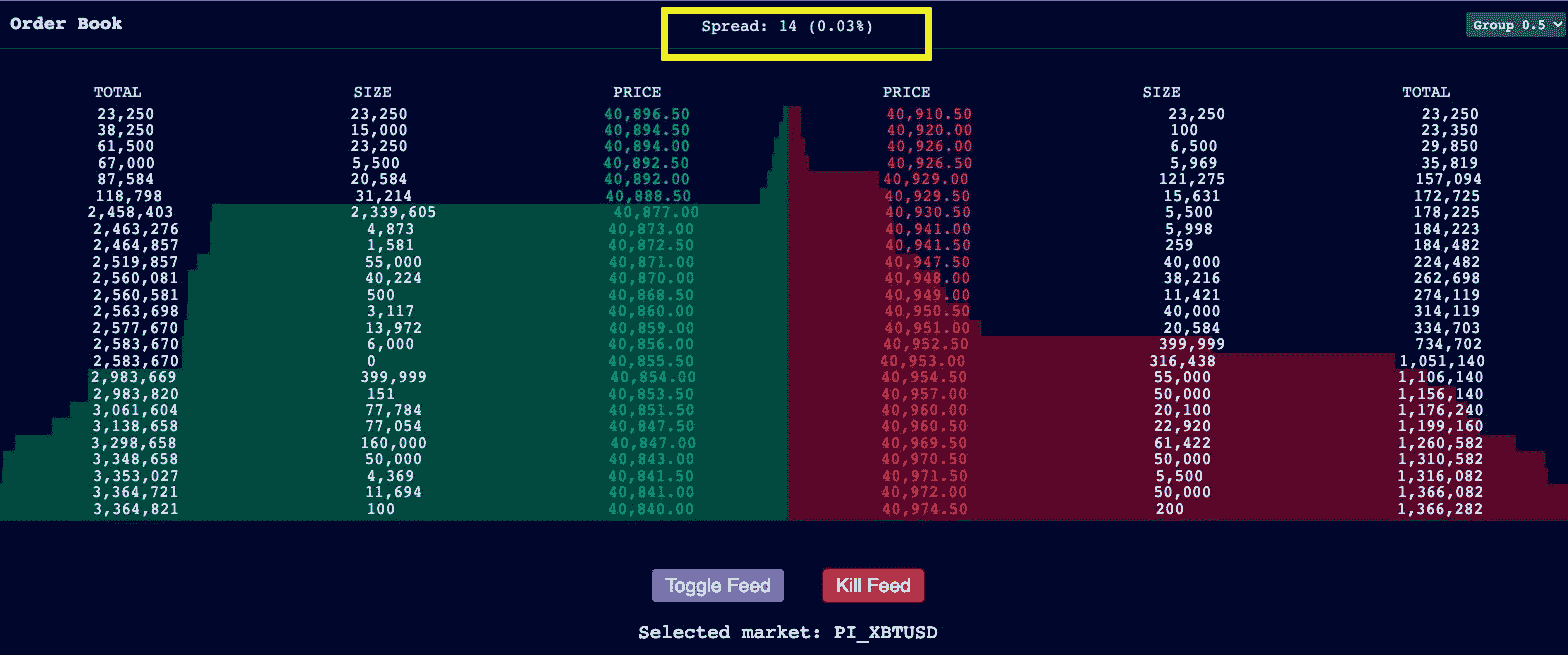 Order Book Spread: 14 (0.03%) Group 0.5
TOTAL SIZE PRICE PRICE SIZE TOTAL
23,250 23,250 40,896.50 40,910.50 23,250 23,250
38,250 15,000 40,894.50 40,920.00 100 23,350
61,500 23,250 40,894.00 40,926.00 6,500 29,850
67,000 5,500 40,892.50 40,926.50 5,969 35,819
87,584 20,584 40,892.00 40,929.00 121,275 157,094
118,798 31,214 40,888.50 40,929.50 15,631 172,725
2,458,403 2,339,605 40,877.00 40,930.50 5,500 178,225
2,463,276 4,873 40,873.00 40,941.00 5,998 184,223
2,464,857 1,581 40,872.50 40,941.50 259 184,482
2,519,857 55,000 40,871.00 40,947.50 40,000 224,482
2,560,081 40,224 40,870.00 40,948.00 38,216 262,698
2,560,581 500 40,868.50 40,949.00 11,421 274,119
2,563,698 3,117 40,860.00 40,950.50 40,000 314,119
2,577,670 13,972 40,859.00 40,951.00 20,584 334,703
2,583,670 6,000 40,856.00 40,952.50 399,999 734,702
2,583,670 0 40,855.50 40,953.00 316,438 1,051,140
2,983,669 399,999 40,854.00 40,954.50 55,000 1,106,140
2,983,820 151 40,853.50 40,957.00 50,000 1,156,140
3,061,604 77,784 40,851.50 40,960.00 20,100 1,176,240
3,138,658 77,054 40,847.50 40,960.50 22,920 1,199,160
3,298,658 160,000 40,847.00 40,969.50 61,422 1,260,582
3,348,658 50,000 40,843.00 40,970.50 50,000 1,310,582
3,353,027 4,369 40,841.50 40,971.50 5,500 1,316,082
3,364,721 11,694 40,841.00 40,972.00 50,000 1,366,082
3,364,821 100 40,840.00 40,974.50 200 1,366,282
Toggle Feed Kill Feed
Selected market: PI_XBTUSD